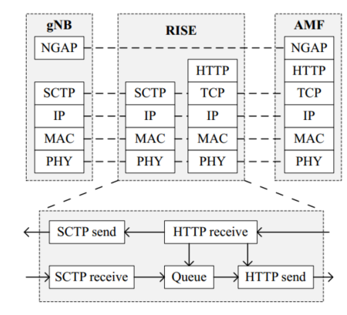 gNB RISE AMF
NGAP NGAP
HTTP HTTP
SCTP SCTP TCP TCP
IP IP IP IP
MAC MAC MAC MAC
PHY PHY PHY PHY
SCTP send HTTP receive
SCTP receive Queue HTTP send